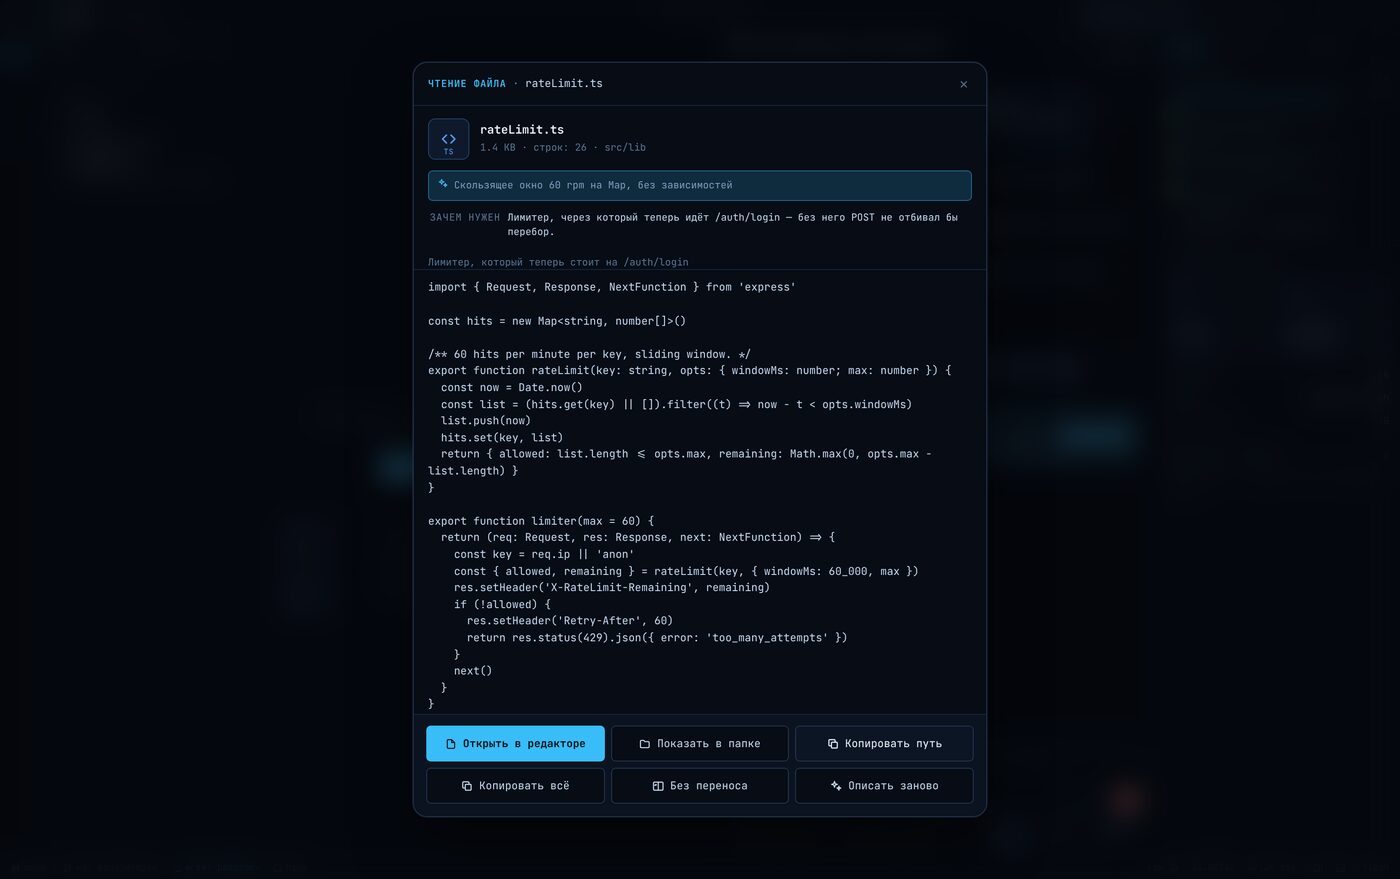 ЧТЕНИЕ ФАЙЛА · rateLimit.ts ×
TS
rateLimit.ts
1.4 KB · строк: 26 · src/lib
Скользящее окно 60 rpm на Map, без зависимостей
ЗАЧЕМ НУЖЕН Лимитер, через который теперь идёт /auth/login — без него POST не отбивал бы
перебор.
Лимитер, который теперь стоит на /auth/login
import { Request, Response, NextFunction } from 'express'
const hits = new Map<string, number[]>()
/** 60 hits per minute per key, sliding window. */
export function rateLimit(key: string, opts: { windowMs: number; max: number }) {
  const now = Date.now()
  const list = (hits.get(key) || []).filter((t) => now - t < opts.windowMs)
  list.push(now)
  hits.set(key, list)
  return { allowed: list.length <= opts.max, remaining: Math.max(0, opts.max -
list.length) }
}
export function limiter(max = 60) {
  return (req: Request, res: Response, next: NextFunction) => {
    const key = req.ip || 'anon'
    const { allowed, remaining } = rateLimit(key, { windowMs: 60_000, max })
    res.setHeader('X-RateLimit-Remaining', remaining)
    if (!allowed) {
      res.setHeader('Retry-After', 60)
      return res.status(429).json({ error: 'too_many_attempts' })
    }
    next()
  }
}
Открыть в редакторе
Показать в папке
Копировать путь
Копировать всё
Без переноса
Описать заново